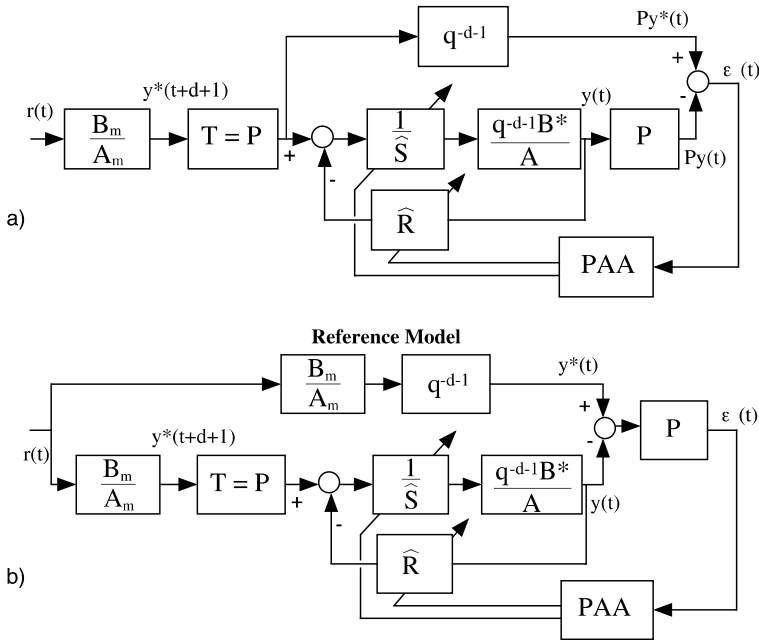 Py*(t)
q-d-1
+
ε (t)
-
y*(t+d+1)
r(t)
Bm
Am
T = P
+
-
1
Ŝ
q-d-1B*
A
y(t)
P
Py(t)
R̂
a)
PAA
Reference Model
Bm
Am
q-d-1
y*(t)
+
-
P
ε (t)
r(t)
y*(t+d+1)
Bm
Am
T = P
+
-
1
Ŝ
q-d-1B*
A
y(t)
R̂
b)
PAA